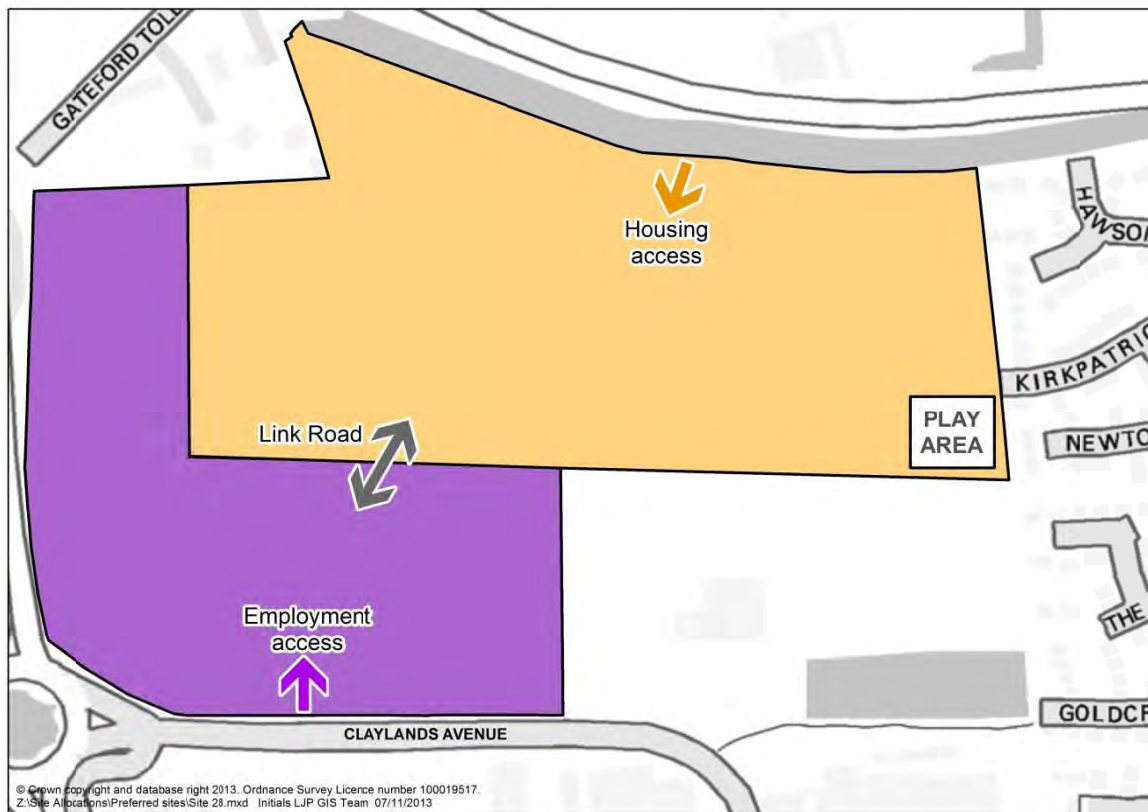 GATEFORD TOLL
Housing
access
HAWSON
KIRKPATRIC
PLAY
AREA
Link Road
NEWTO
Employment
access
THE
GOLDCR
CLAYLANDS AVENUE
© Crown copyright and database right 2013. Ordnance Survey Licence number 100019517.
Z:\Site Allocations\Preferred sites\Site 28.mxd Initials LJP GIS Team 07/11/2013